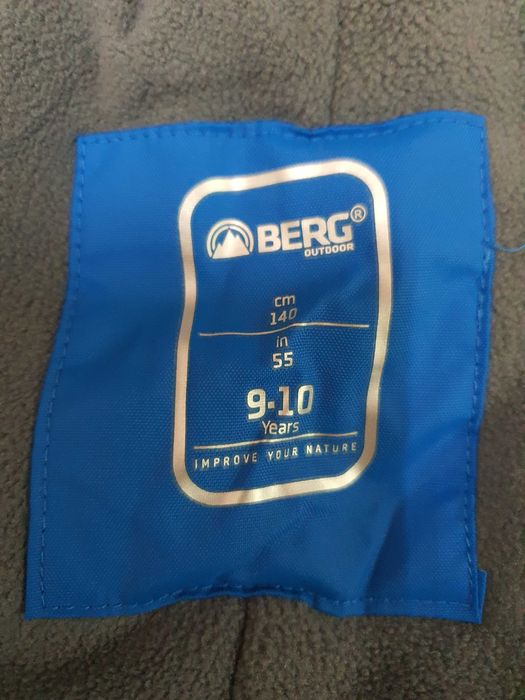 BERG®
OUTDOOR
cm
140
in
55
9-10
Years
IMPROVE YOUR NATURE